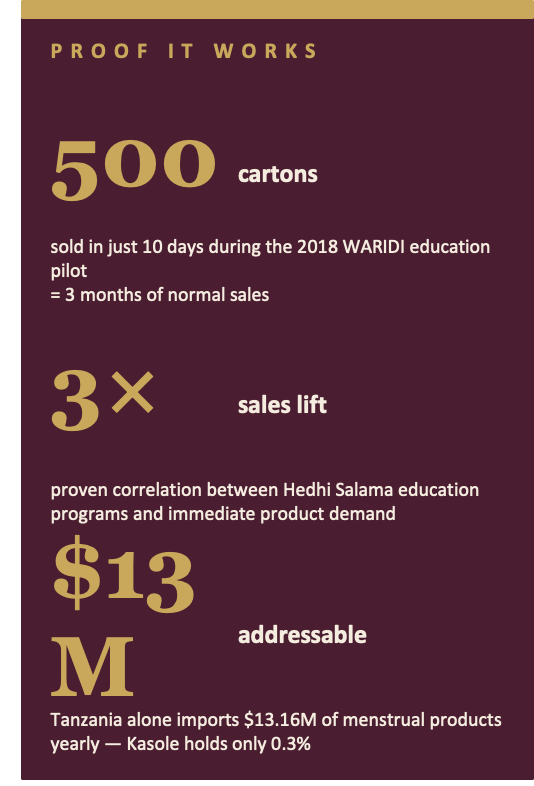 PROOF IT WORKS
500 cartons
sold in just 10 days during the 2018 WARIDI education
pilot
= 3 months of normal sales
3× sales lift
proven correlation between Hedhi Salama education
programs and immediate product demand
$13
M
addressable
Tanzania alone imports $13.16M of menstrual products
yearly — Kasole holds only 0.3%